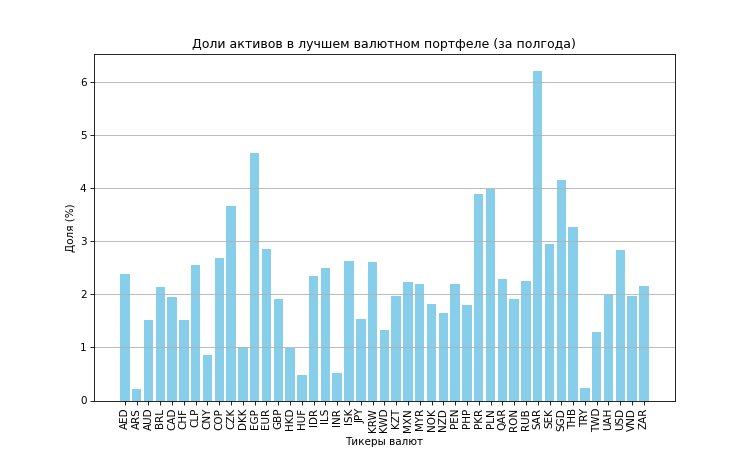 Доли активов в лучшем валютном портфеле (за полгода)
6
5
4
3
2
1
0
Доля (%)
AED
ARS
AUD
BRL
CAD
CHF
CLP
CNY
COP
CZK
DKK
EGP
EUR
GBP
HKD
HUF
IDR
ILS
INR
ISK
JPY
KRW
KWD
KZT
MXN
MYR
NOK
NZD
PEN
PHP
PKR
PLN
QAR
RON
RUB
SAR
SEK
SGD
THB
TRY
TWD
UAH
USD
VND
ZAR
Тикеры валют